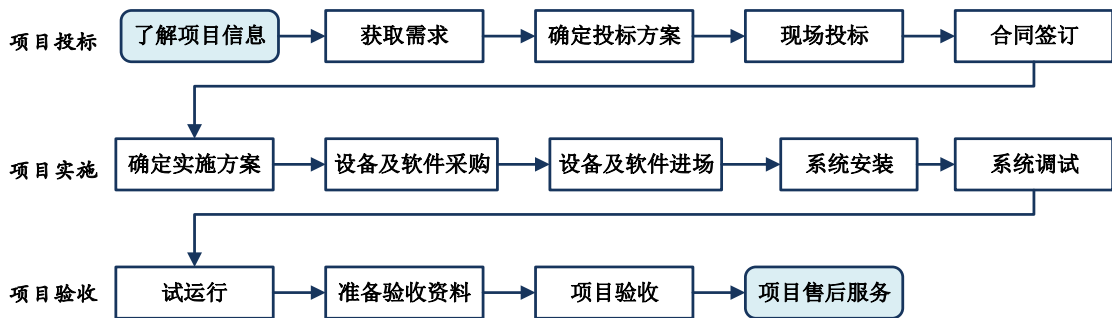 项目投标
了解项目信息
获取需求
确定投标方案
现场投标
合同签订
项目实施
确定实施方案
设备及软件采购
设备及软件进场
系统安装
系统调试
项目验收
试运行
准备验收资料
项目验收
项目售后服务